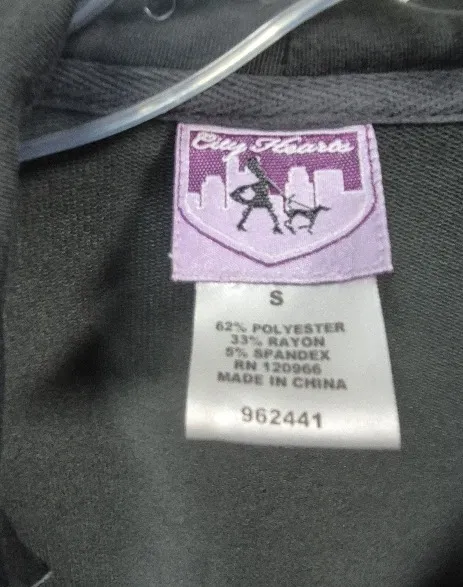 City Hearts
S
62% POLYESTER
33% RAYON
5% SPANDEX
RN 120966
MADE IN CHINA
962441